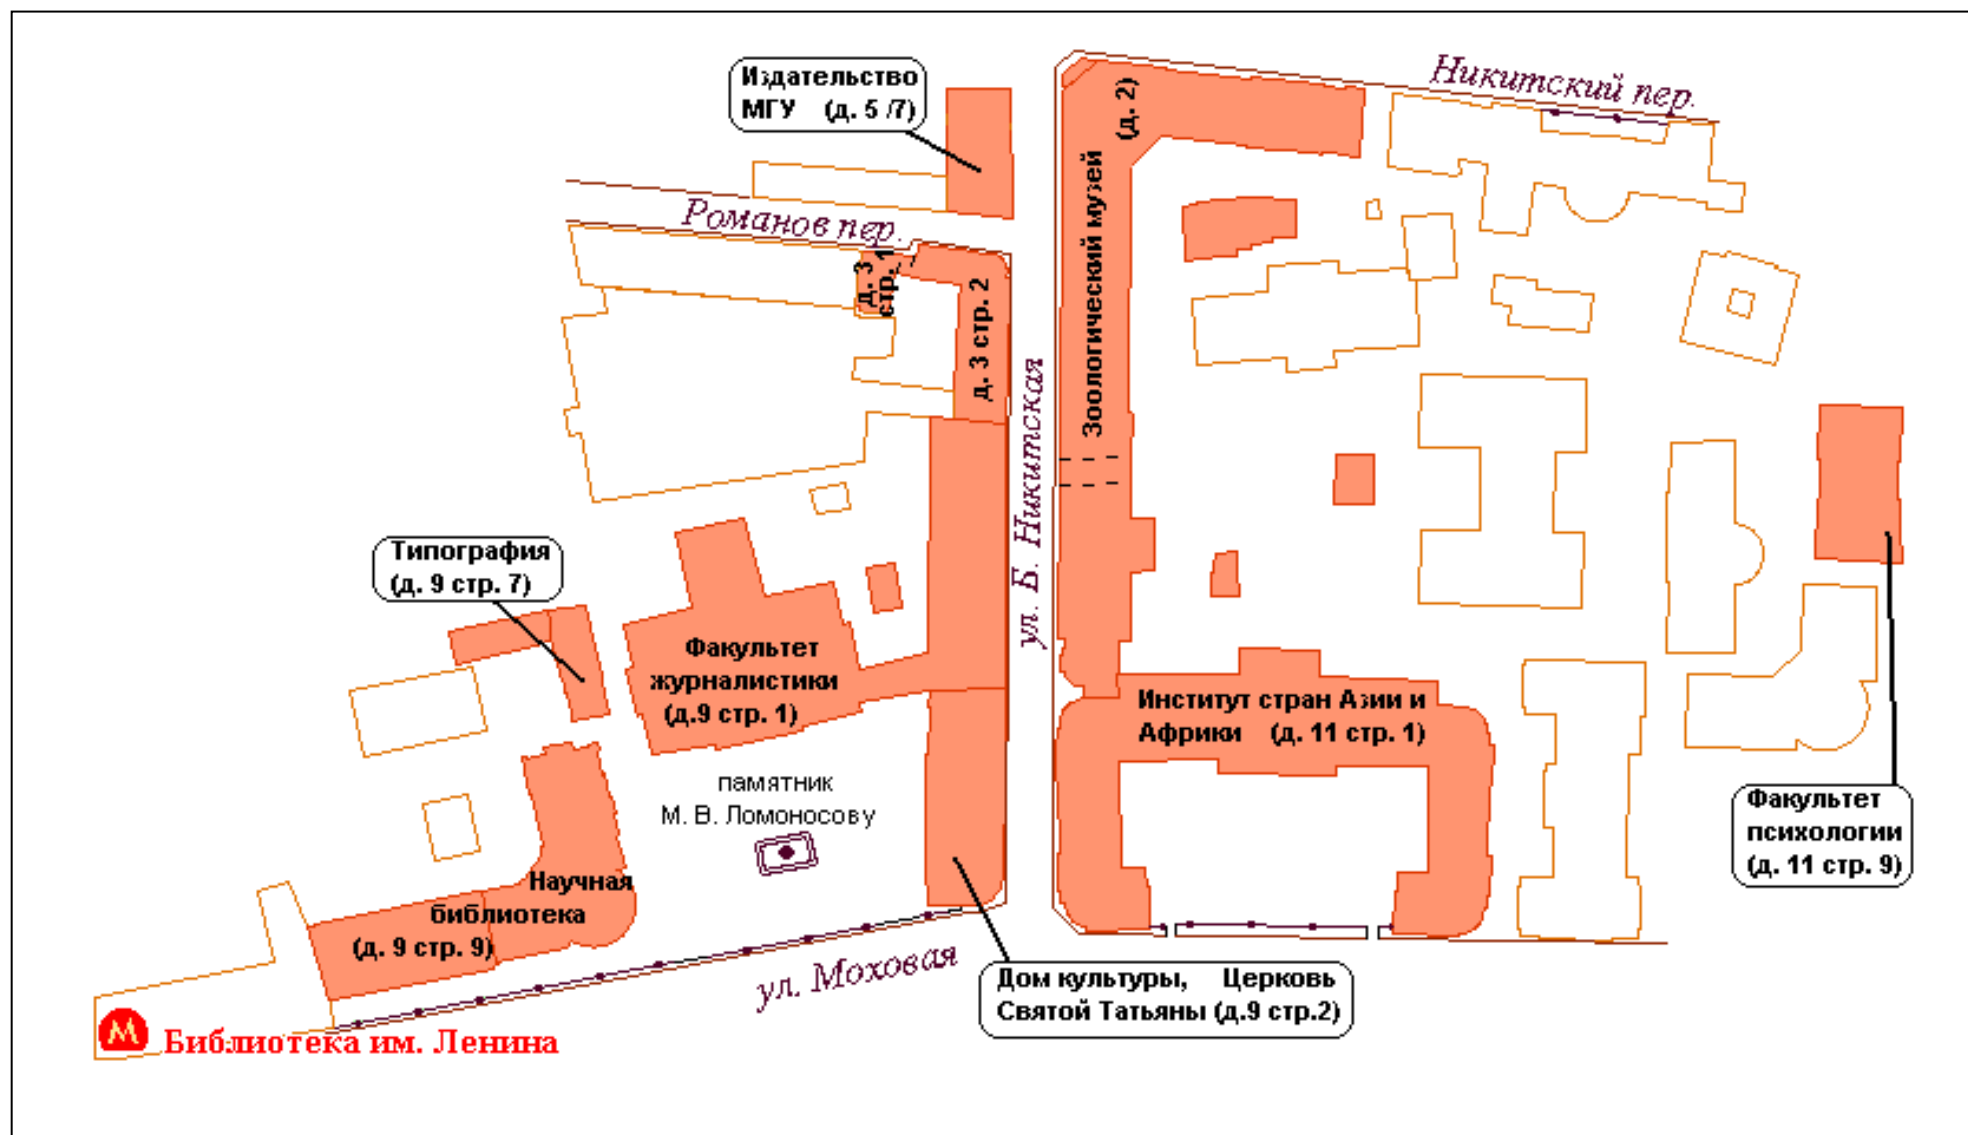 Издательство
МГУ (д. 5 /7)
Никитский пер.
Романов пер.
Зоологический музей (д. 2)
д. 3
стр. 1
д. 3 стр. 2
ул. Б. Никитская
Типография
(д. 9 стр. 7)
Факультет
журналистики
(д.9 стр. 1)
Институт стран Азии и
Африки (д. 11 стр. 1)
памятник
М. В. Ломоносову
Факультет
психологии
(д. 11 стр. 9)
Научная
библиотека
(д. 9 стр. 9)
ул. Моховая
Дом культуры, Церковь
Святой Татьяны (д.9 стр.2)
М Библиотека им. Ленина